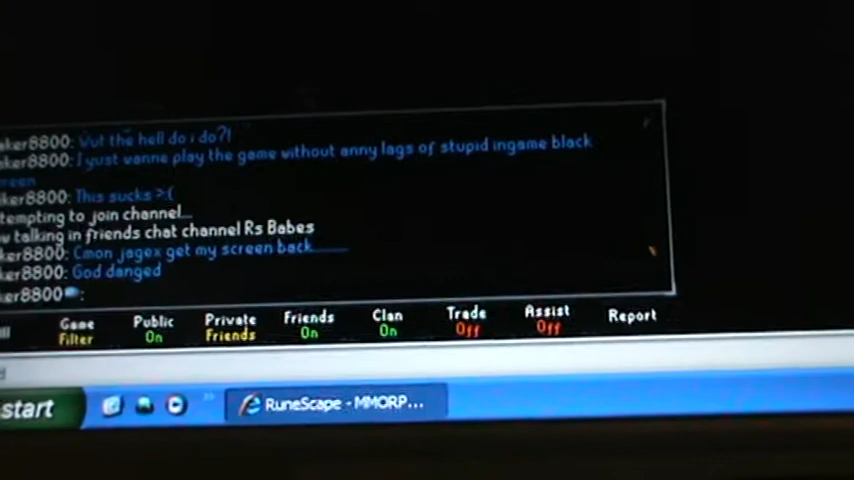 ker8800: Wut the hell do i do?!
ker8800: I yust wanne play the game without anny lags of stupid ingame black
reen
ker8800: This sucks >:(
tempting to join channel...
w talking in friends chat channel Rs Babes
ker8800: Cmon jagex get my screen back...........
ker8800: God danged
ker8800:
Game Public Private Friends Clan Trade Assist Report
Filter On Friends On On Off Off
start RuneScape - MMORP...